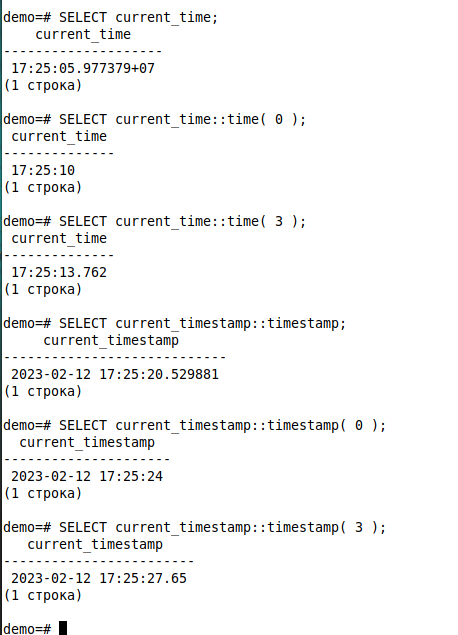 demo=# SELECT current_time;
    current_time
--------------------
 17:25:05.977379+07
(1 строка)

demo=# SELECT current_time::time( 0 );
 current_time
--------------
 17:25:10
(1 строка)

demo=# SELECT current_time::time( 3 );
 current_time
--------------
 17:25:13.762
(1 строка)

demo=# SELECT current_timestamp::timestamp;
     current_timestamp
----------------------------
 2023-02-12 17:25:20.529881
(1 строка)

demo=# SELECT current_timestamp::timestamp( 0 );
  current_timestamp
---------------------
 2023-02-12 17:25:24
(1 строка)

demo=# SELECT current_timestamp::timestamp( 3 );
   current_timestamp
------------------------
 2023-02-12 17:25:27.65
(1 строка)

demo=#